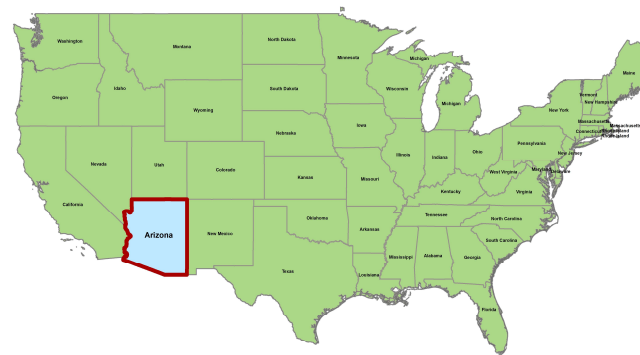 Washington
Montana
North Dakota
Minnesota
Michigan
Maine
Oregon
Idaho
Wyoming
South Dakota
Wisconsin
Michigan
Vermont
New Hampshire
New York
Massachusetts
Connecticut
Nevada
Utah
Colorado
Nebraska
Iowa
Illinois
Indiana
Ohio
Pennsylvania
New Jersey
Maryland
Delaware
California
Arizona
New Mexico
Kansas
Missouri
Kentucky
West Virginia
Virginia
Oklahoma
Arkansas
Tennessee
North Carolina
South Carolina
Texas
Louisiana
Mississippi
Alabama
Georgia
Florida